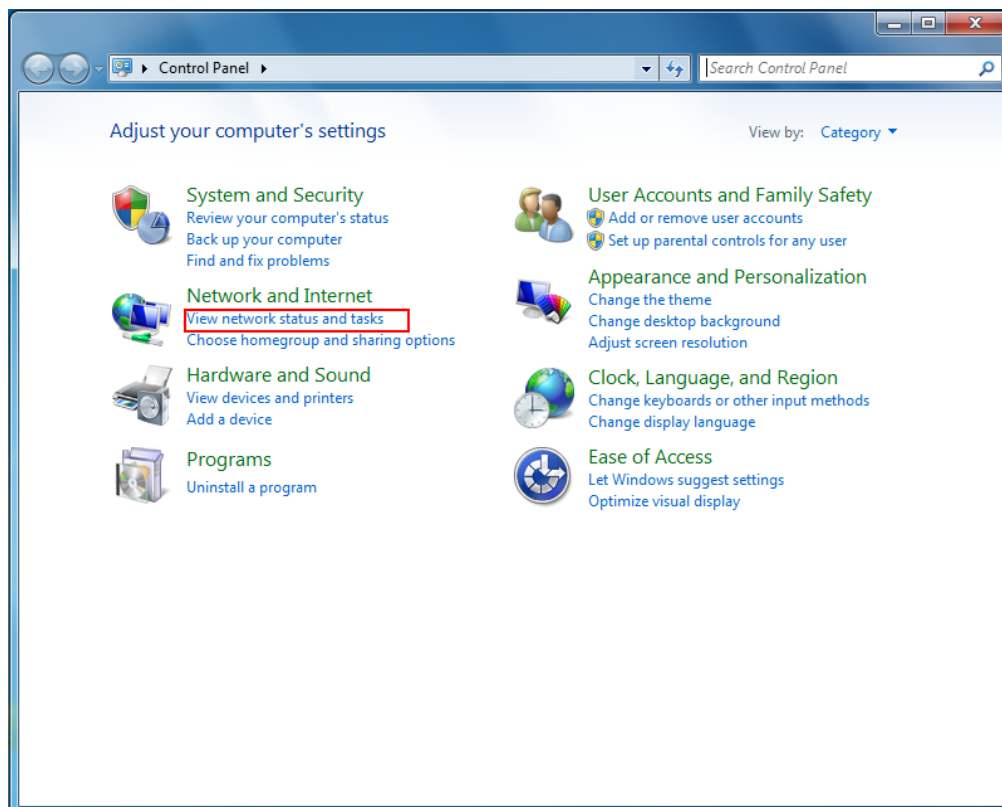 Control Panel
Search Control Panel
Adjust your computer's settings
View by: Category
System and Security
Review your computer's status
Back up your computer
Find and fix problems
Network and Internet
View network status and tasks
Choose homegroup and sharing options
Hardware and Sound
View devices and printers
Add a device
Programs
Uninstall a program
User Accounts and Family Safety
Add or remove user accounts
Set up parental controls for any user
Appearance and Personalization
Change the theme
Change desktop background
Adjust screen resolution
Clock, Language, and Region
Change keyboards or other input methods
Change display language
Ease of Access
Let Windows suggest settings
Optimize visual display